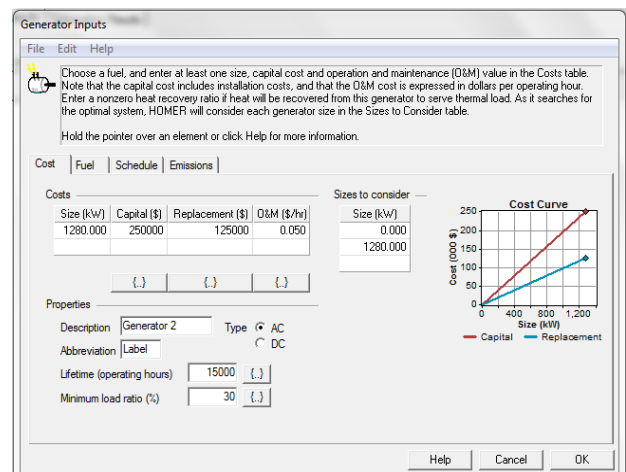 Generator Inputs
File Edit Help
Choose a fuel, and enter at least one size, capital cost and operation and maintenance (O&M) value in the Costs table.
Note that the capital cost includes installation costs, and that the O&M cost is expressed in dollars per operating hour.
Enter a nonzero heat recovery ratio if heat will be recovered from this generator to serve thermal load. As it searches for
the optimal system, HOMER will consider each generator size in the Sizes to Consider table.
Hold the pointer over an element or click Help for more information.
Cost Fuel Schedule Emissions
Costs
Size (kW) Capital ($) Replacement ($) O&M ($/hr)
1280.000 250000 125000 0.050
{..} {..} {..}
Sizes to consider
Size (kW)
0.000
1280.000
Cost Curve
Cost (000 $)
250
200
150
100
50
0
0 400 800 1,200
Size (kW)
Capital Replacement
Properties
Description Generator 2 Type AC
DC
Abbreviation Label
Lifetime (operating hours) 15000 {..}
Minimum load ratio (%) 30 {..}
Help Cancel OK